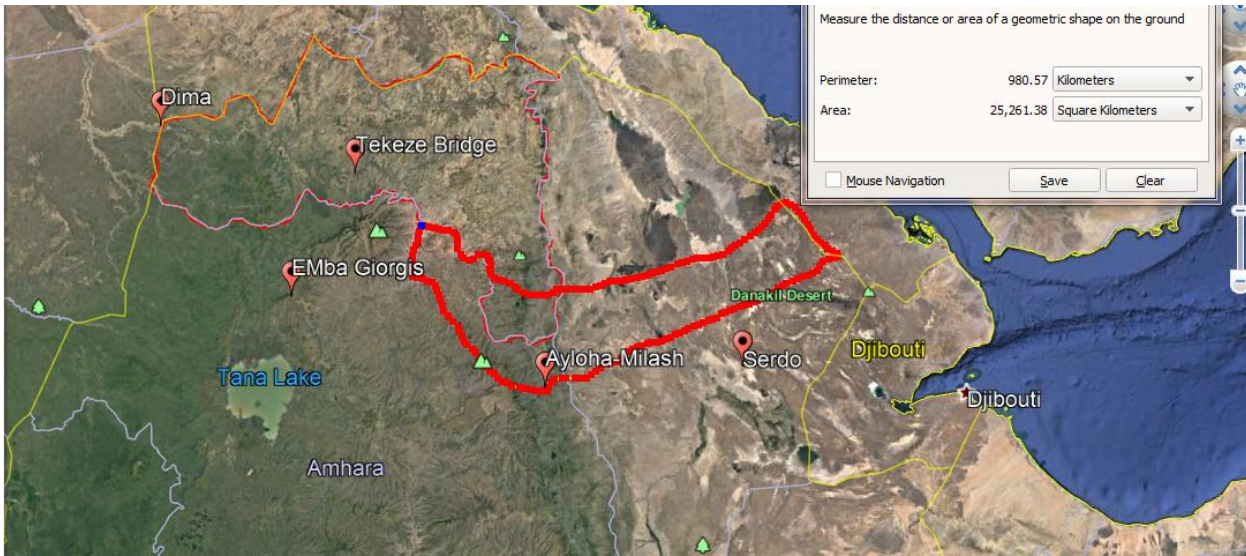 Measure the distance or area of a geometric shape on the ground
Perimeter: 980.57 Kilometers
Area: 25,261.38 Square Kilometers
Mouse Navigation Save Clear
Dima
Tekeze Bridge
EMba Giorgis
Danakil Desert
Ayloha-Milash
Serdo
Djibouti
Tana Lake
Djibouti
Amhara